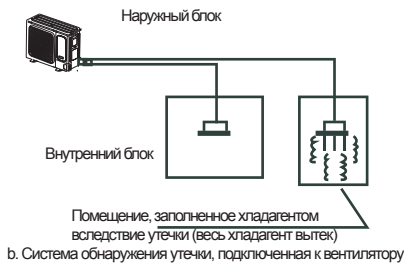 Наружный блок
Внутренний блок
Помещение, заполненное хладагентом
вследствие утечки (весь хладагент вытек)
b. Система обнаружения утечки, подключенная к вентилятору